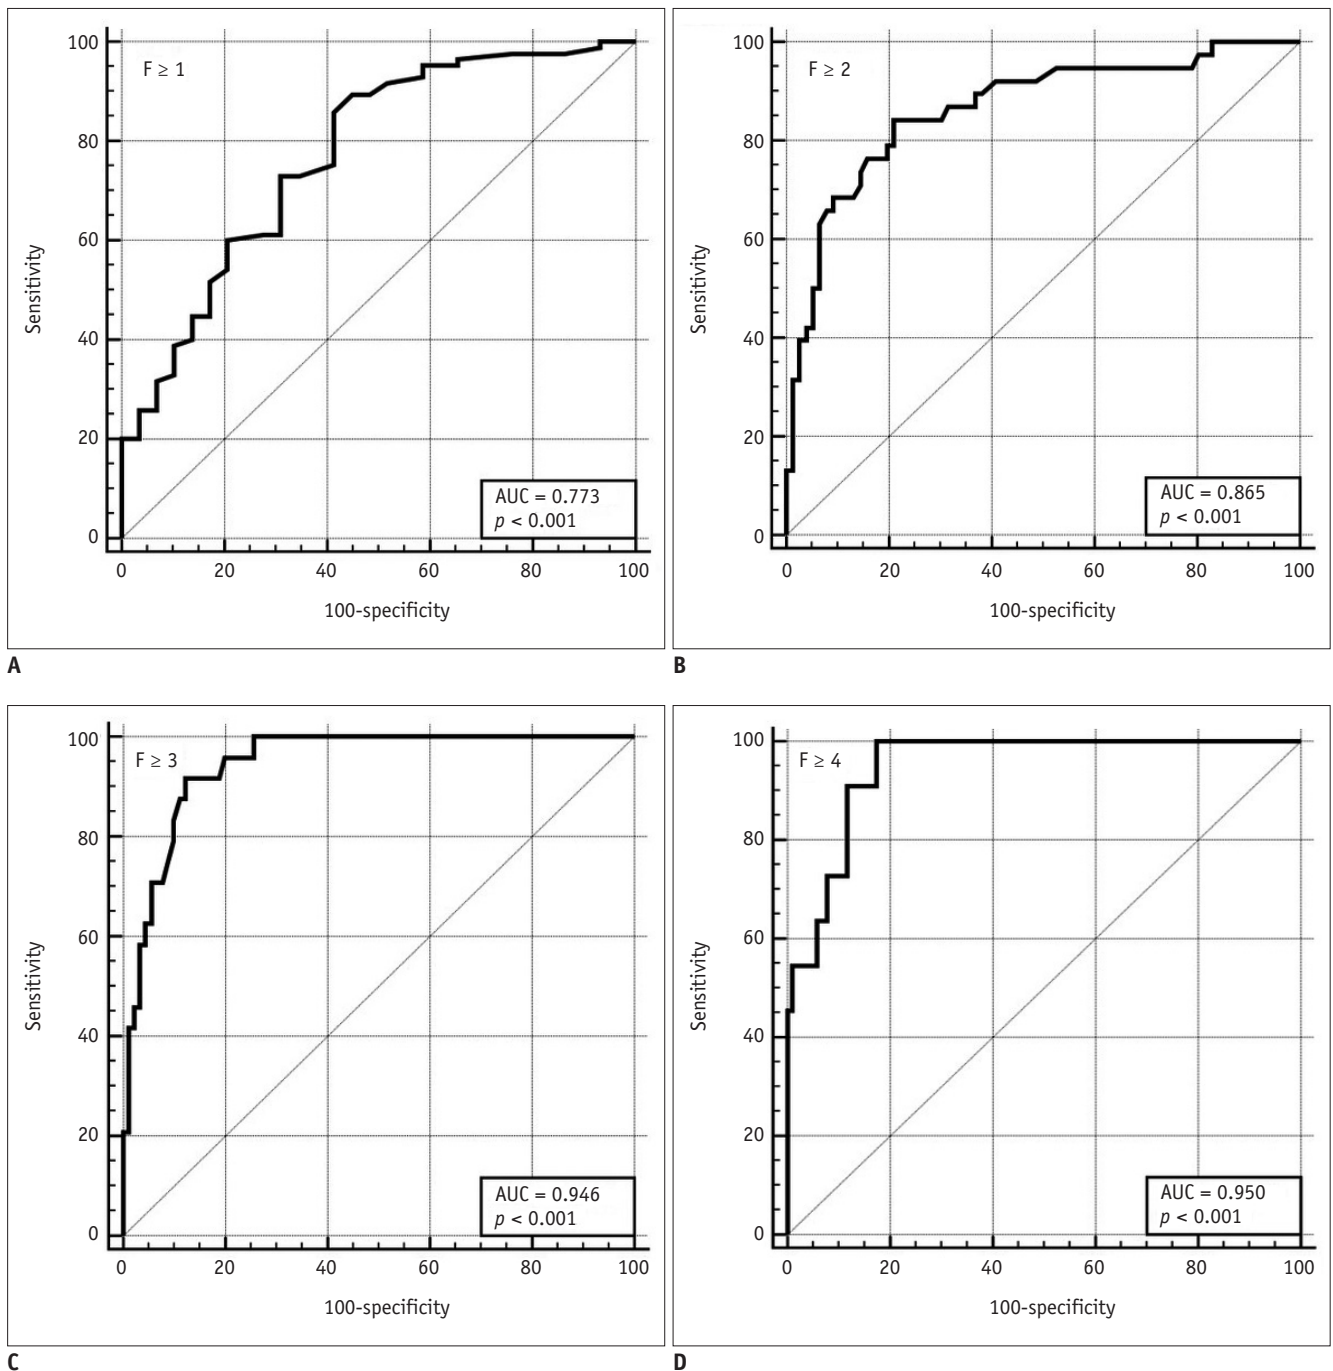 100
80
60
40
20
0
Sensitivity
F ≥ 1
AUC = 0.773
p < 0.001
0 20 40 60 80 100
100-specificity
A
100
80
60
40
20
0
Sensitivity
F ≥ 2
AUC = 0.865
p < 0.001
0 20 40 60 80 100
100-specificity
B
100
80
60
40
20
0
Sensitivity
F ≥ 3
AUC = 0.946
p < 0.001
0 20 40 60 80 100
100-specificity
C
100
80
60
40
20
0
Sensitivity
F ≥ 4
AUC = 0.950
p < 0.001
0 20 40 60 80 100
100-specificity
D